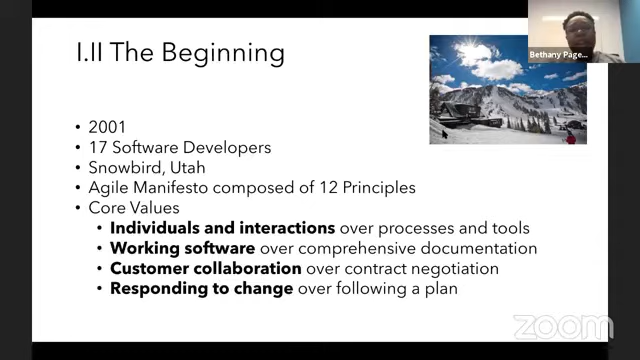 I.II The Beginning
Bethany Page...
• 2001
• 17 Software Developers
• Snowbird, Utah
• Agile Manifesto composed of 12 Principles
• Core Values
• Individuals and interactions over processes and tools
• Working software over comprehensive documentation
• Customer collaboration over contract negotiation
• Responding to change over following a plan
zoom